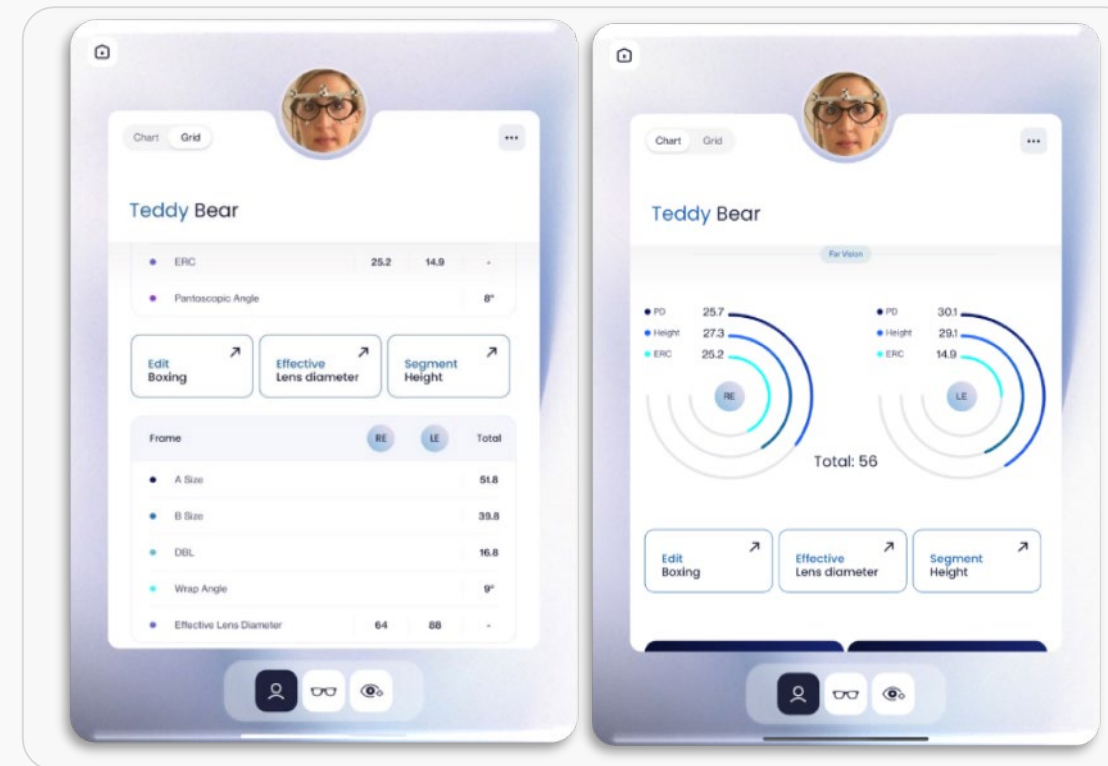 Chart Grid
Teddy Bear
ERC 25.2 14.9 -
Pantoscopic Angle 8°
Edit Boxing
Effective Lens diameter
Segment Height
Frame RE LE Total
A Size 51.8
B Size 39.8
DBL 16.8
Wrap Angle 9°
Effective Lens Diameter 64 88 -
Chart Grid
Teddy Bear
Far Vision
PD 25.7
Height 27.3
ERC 25.2
RE
PD 30.1
Height 29.1
ERC 14.9
LE
Total: 56
Edit Boxing
Effective Lens diameter
Segment Height